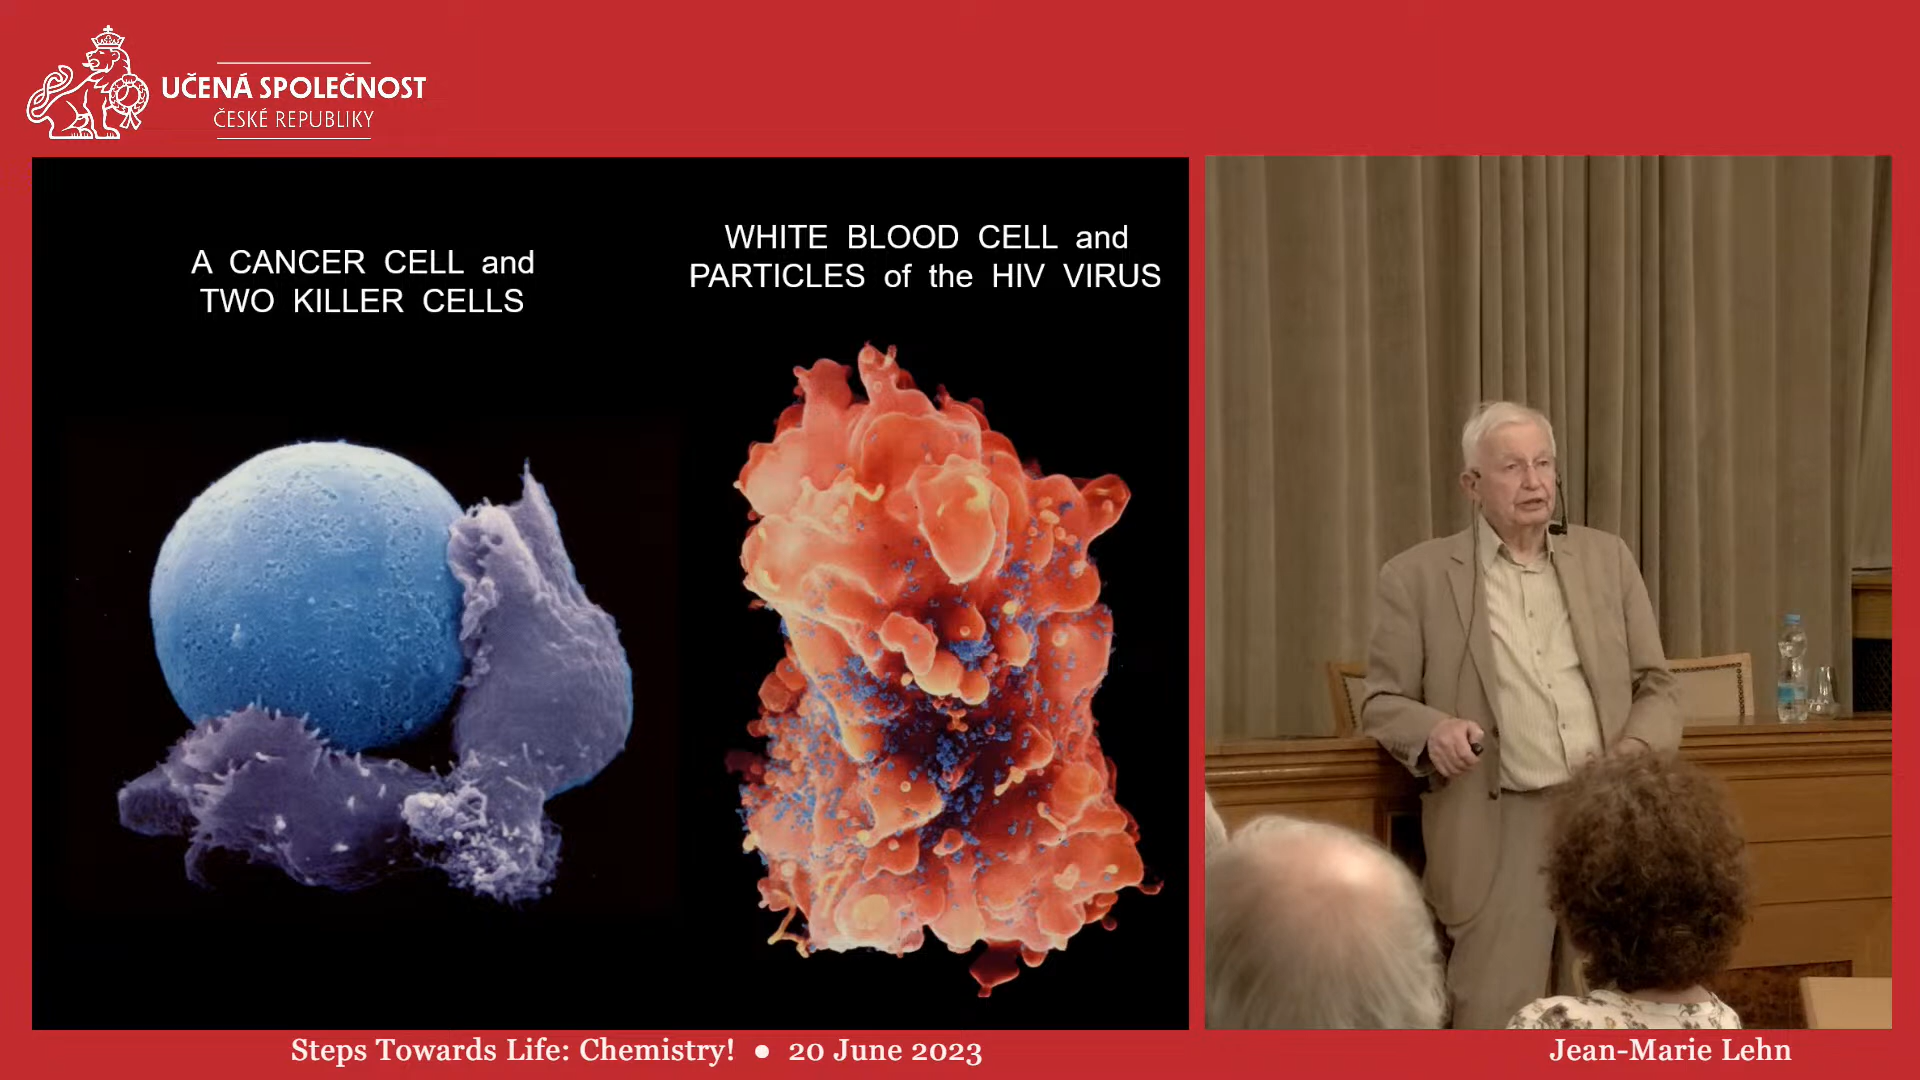 UČENÁ SPOLEČNOST
ČESKÉ REPUBLIKY
A CANCER CELL and
TWO KILLER CELLS
WHITE BLOOD CELL and
PARTICLES of the HIV VIRUS
Steps Towards Life: Chemistry! ● 20 June 2023
Jean-Marie Lehn